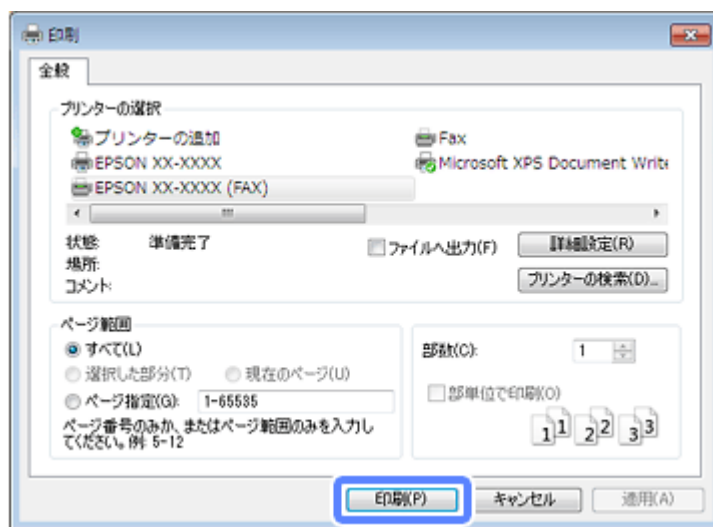 印刷
全般
プリンターの選択
プリンターの追加
Fax
EPSON XX-XXXX
Microsoft XPS Document Write
EPSON XX-XXXX (FAX)
状態: 準備完了
場所:
コメント:
ファイルへ出力(F)
詳細設定(R)
プリンターの検索(D)...
ページ範囲
すべて(L)
選択した部分(T) 現在のページ(U)
ページ指定(G): 1-65535
ページ番号のみか、またはページ範囲のみを入力し
てください。例: 5-12
部数(C): 1
部単位で印刷(O)
1 1 2 2 3 3
印刷(P) キャンセル 適用(A)